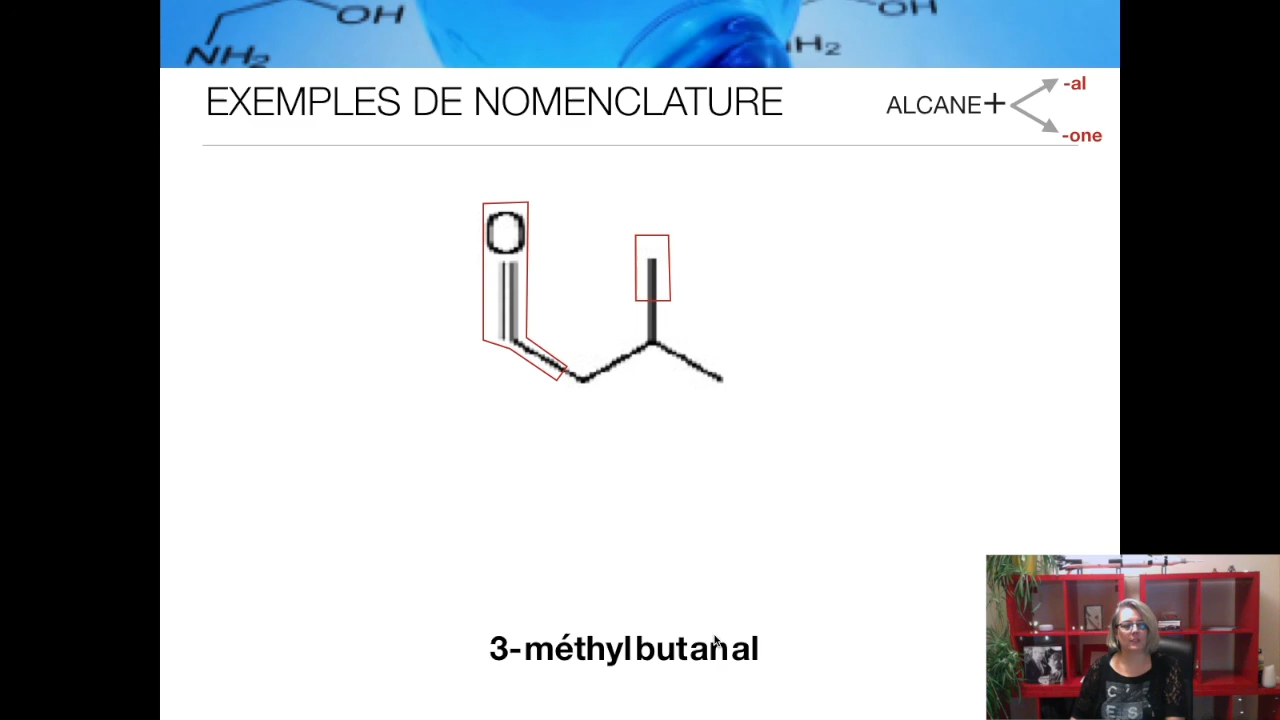 OH
OH
NH₂
H₂
EXEMPLES DE NOMENCLATURE
ALCANE+
-al
-one
O
3-méthylbutanal
C
E S